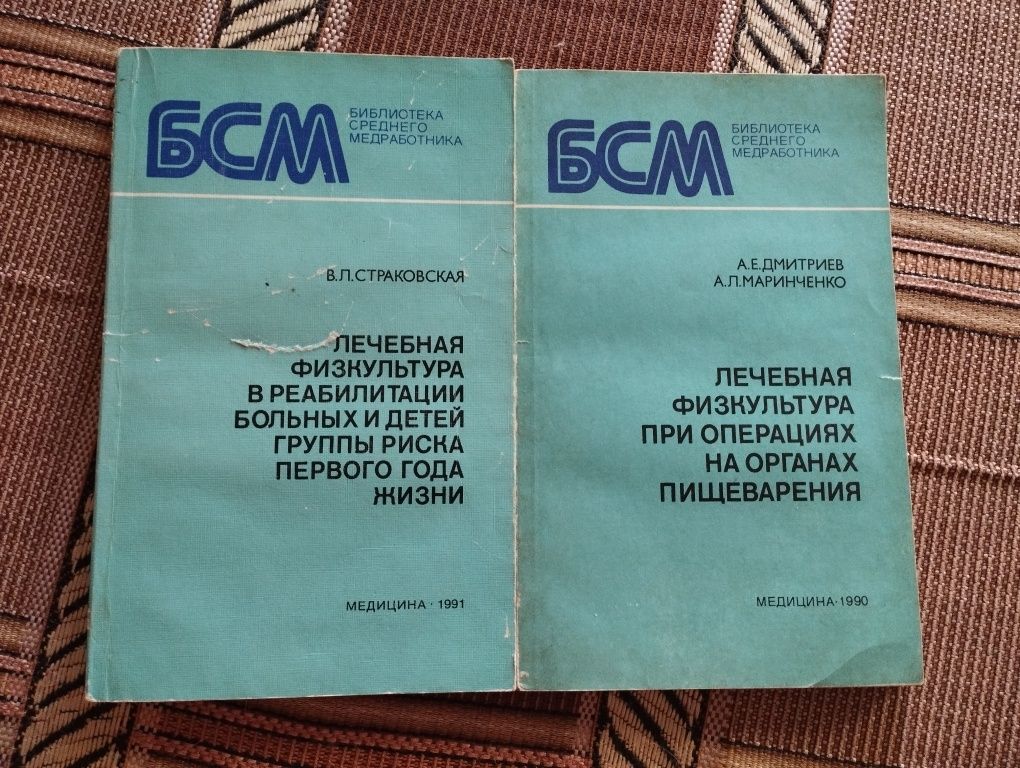 БСМ
БИБЛИОТЕКА
СРЕДНЕГО
МЕДРАБОТНИКА
В.Л.СТРАКОВСКАЯ
ЛЕЧЕБНАЯ
ФИЗКУЛЬТУРА
В РЕАБИЛИТАЦИИ
БОЛЬНЫХ И ДЕТЕЙ
ГРУППЫ РИСКА
ПЕРВОГО ГОДА
ЖИЗНИ
МЕДИЦИНА · 1991
БСМ
БИБЛИОТЕКА
СРЕДНЕГО
МЕДРАБОТНИКА
А.Е.ДМИТРИЕВ
А.Л.МАРИНЧЕНКО
ЛЕЧЕБНАЯ
ФИЗКУЛЬТУРА
ПРИ ОПЕРАЦИЯХ
НА ОРГАНАХ
ПИЩЕВАРЕНИЯ
МЕДИЦИНА·1990